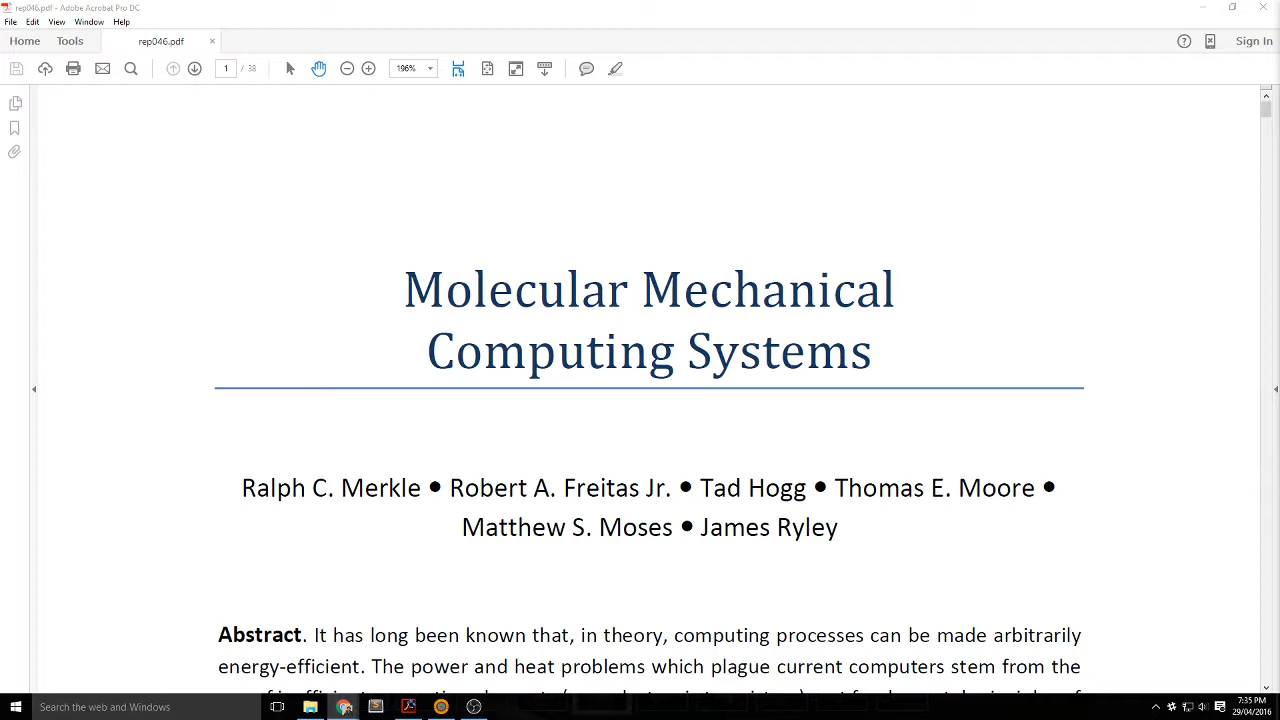 rep046.pdf - Adobe Acrobat Pro DC
File Edit View Window Help
Home Tools rep046.pdf × Sign In
1 / 38 196%
Molecular Mechanical
Computing Systems
Ralph C. Merkle • Robert A. Freitas Jr. • Tad Hogg • Thomas E. Moore •
Matthew S. Moses • James Ryley
Abstract. It has long been known that, in theory, computing processes can be made arbitrarily
energy-efficient. The power and heat problems which plague current computers stem from the
Search the web and Windows
7:35 PM
29/04/2016